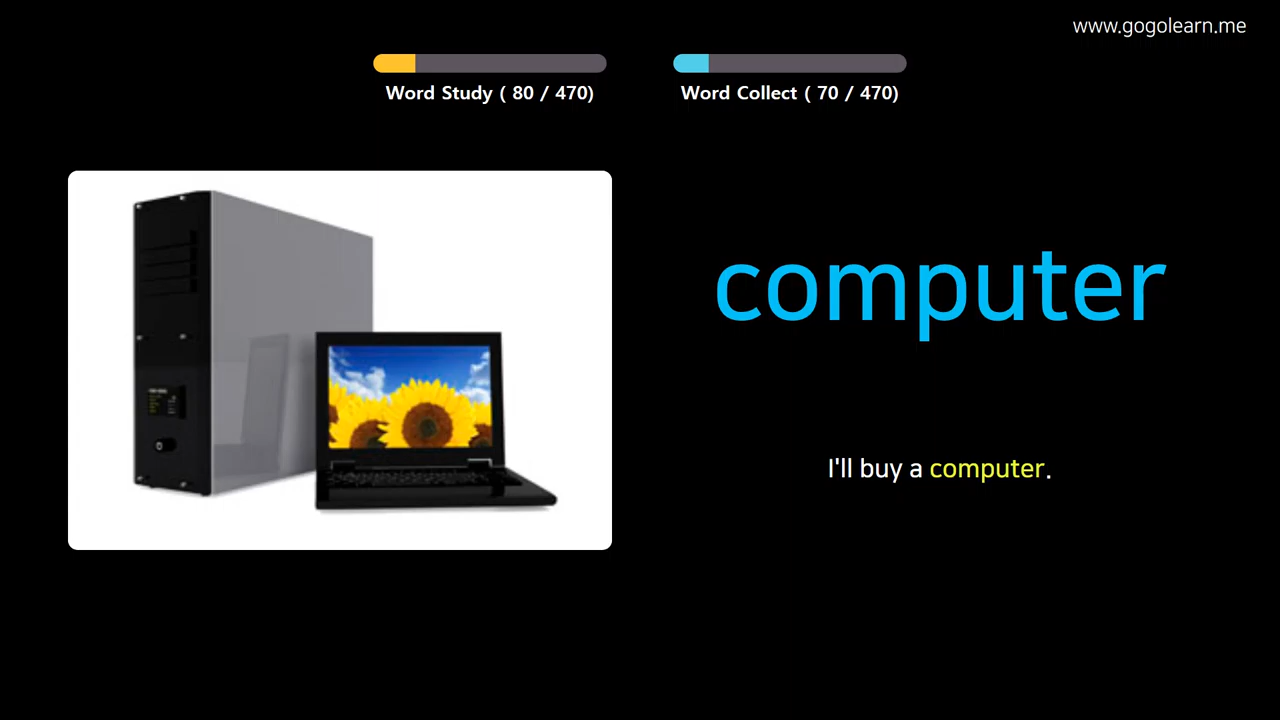 www.gogolearn.me
Word Study ( 80 / 470)
Word Collect ( 70 / 470)
computer
I'll buy a computer.